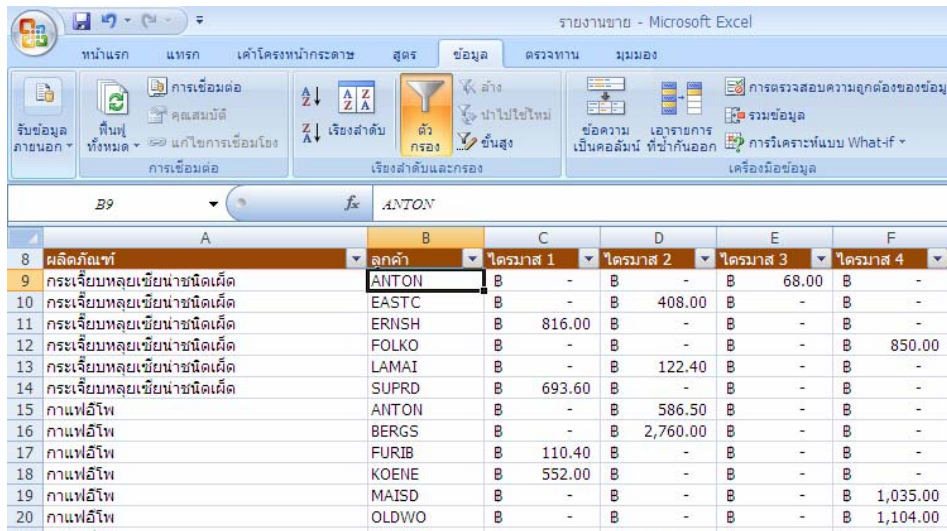 รายงานขาย - Microsoft Excel
หน้าแรก แทรก เค้าโครงหน้ากระดาษ สูตร ข้อมูล ตรวจทาน มุมมอง
รับข้อมูลภายนอก
ฟื้นฟูทั้งหมด
การเชื่อมต่อ
คุณสมบัติ
แก้ไขการเชื่อมโยง
การเชื่อมต่อ
เรียงลำดับ
ตัวกรอง
ล้าง
นำไปใช้ใหม่
ขั้นสูง
เรียงลำดับและกรอง
ข้อความเป็นคอลัมน์
เอารายการที่ซ้ำกันออก
การตรวจสอบความถูกต้องของข้อมู
รวมข้อมูล
การวิเคราะห์แบบ What-if
เครื่องมือข้อมูล
B9 fx ANTON
A B C D E F
8 ผลิตภัณฑ์ ลูกค้า ไตรมาส 1 ไตรมาส 2 ไตรมาส 3 ไตรมาส 4
9 กระเจี๊ยบหลุยเซียน่าชนิดเผ็ด ANTON ฿ - ฿ - ฿ 68.00 ฿ -
10 กระเจี๊ยบหลุยเซียน่าชนิดเผ็ด EASTC ฿ - ฿ 408.00 ฿ - ฿ -
11 กระเจี๊ยบหลุยเซียน่าชนิดเผ็ด ERNSH ฿ 816.00 ฿ - ฿ - ฿ -
12 กระเจี๊ยบหลุยเซียน่าชนิดเผ็ด FOLKO ฿ - ฿ - ฿ - ฿ 850.00
13 กระเจี๊ยบหลุยเซียน่าชนิดเผ็ด LAMAI ฿ - ฿ 122.40 ฿ - ฿ -
14 กระเจี๊ยบหลุยเซียน่าชนิดเผ็ด SUPRD ฿ 693.60 ฿ - ฿ - ฿ -
15 กาแฟอีโพ ANTON ฿ - ฿ 586.50 ฿ - ฿ -
16 กาแฟอีโพ BERGS ฿ - ฿ 2,760.00 ฿ - ฿ -
17 กาแฟอีโพ FURIB ฿ 110.40 ฿ - ฿ - ฿ -
18 กาแฟอีโพ KOENE ฿ 552.00 ฿ - ฿ - ฿ -
19 กาแฟอีโพ MAISD ฿ - ฿ - ฿ - ฿ 1,035.00
20 กาแฟอีโพ OLDWO ฿ - ฿ - ฿ - ฿ 1,104.00